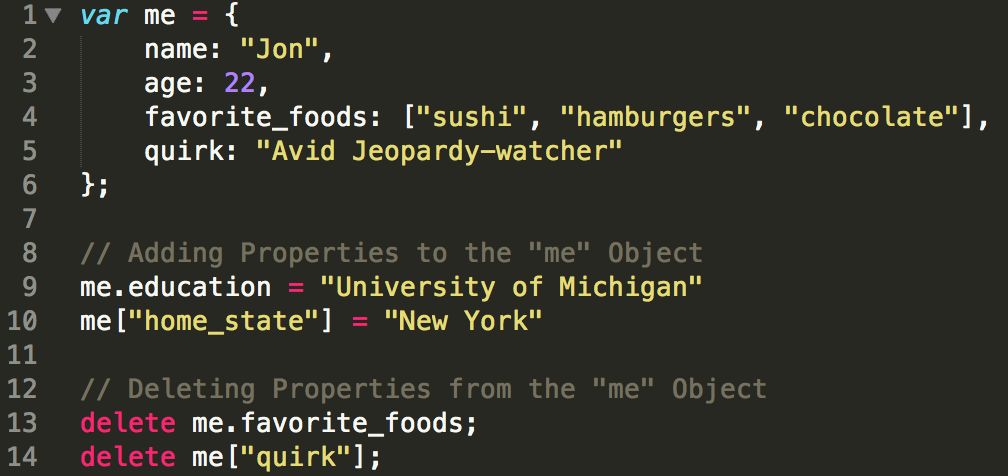 1 var me = {
2     name: "Jon",
3     age: 22,
4     favorite_foods: ["sushi", "hamburgers", "chocolate"],
5     quirk: "Avid Jeopardy-watcher"
6 };
7
8 // Adding Properties to the "me" Object
9 me.education = "University of Michigan"
10 me["home_state"] = "New York"
11
12 // Deleting Properties from the "me" Object
13 delete me.favorite_foods;
14 delete me["quirk"];